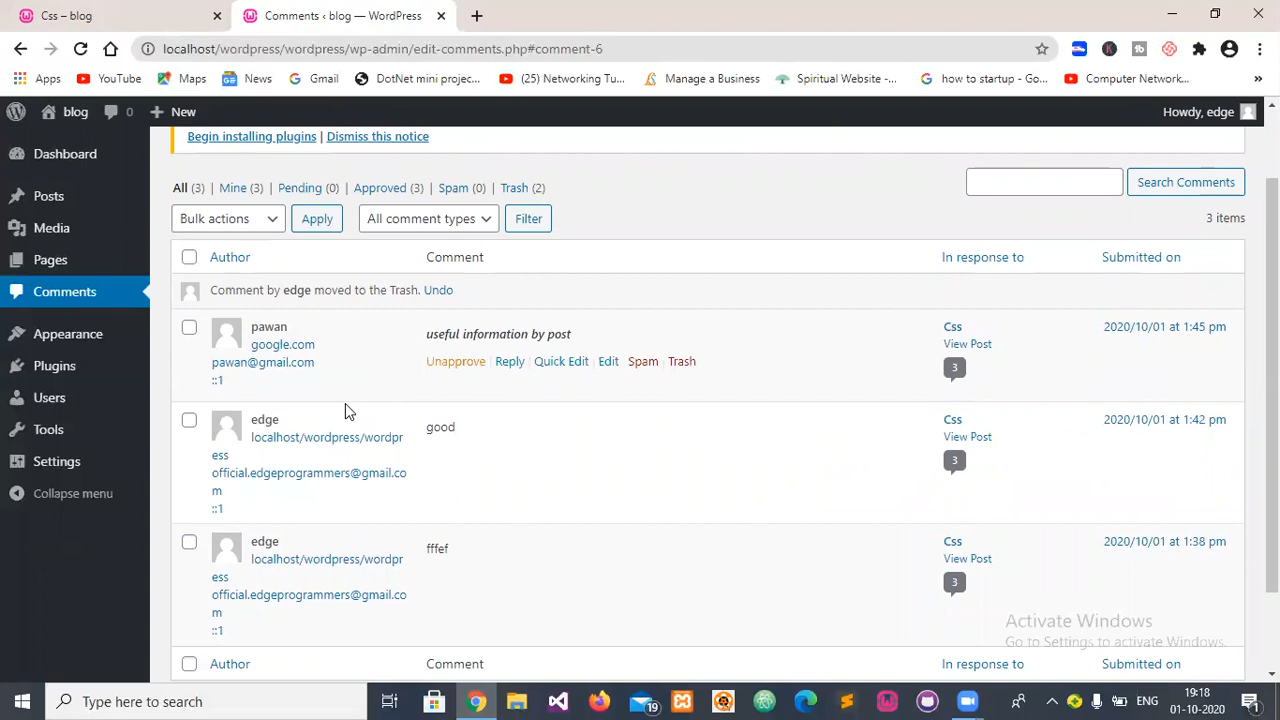 Css – blog
Comments ‹ blog — WordPress
localhost/wordpress/wordpress/wp-admin/edit-comments.php#comment-6
Apps YouTube Maps News Gmail DotNet mini projec... (25) Networking Tu... Manage a Business Spiritual Website -... how to startup - Go... Computer Network...
blog 0 New Howdy, edge
Begin installing plugins | Dismiss this notice
Dashboard
Posts
Media
Pages
Comments
Appearance
Plugins
Users
Tools
Settings
Collapse menu
All (3) | Mine (3) | Pending (0) | Approved (3) | Spam (0) | Trash (2)
Search Comments
Bulk actions Apply All comment types Filter
3 items
Author Comment In response to Submitted on
Comment by edge moved to the Trash. Undo
pawan
google.com
pawan@gmail.com
::1
useful information by post
Unapprove | Reply | Quick Edit | Edit | Spam | Trash
Css
View Post
3
2020/10/01 at 1:45 pm
edge
localhost/wordpress/wordpr
ess
official.edgeprogrammers@gmail.co
m
::1
good
Css
View Post
3
2020/10/01 at 1:42 pm
edge
localhost/wordpress/wordpr
ess
official.edgeprogrammers@gmail.co
m
::1
fffef
Css
View Post
3
2020/10/01 at 1:38 pm
Activate Windows
Go to Settings to activate Windows.
Author Comment In response to Submitted on
Type here to search
19
ENG
19:18
01-10-2020
1